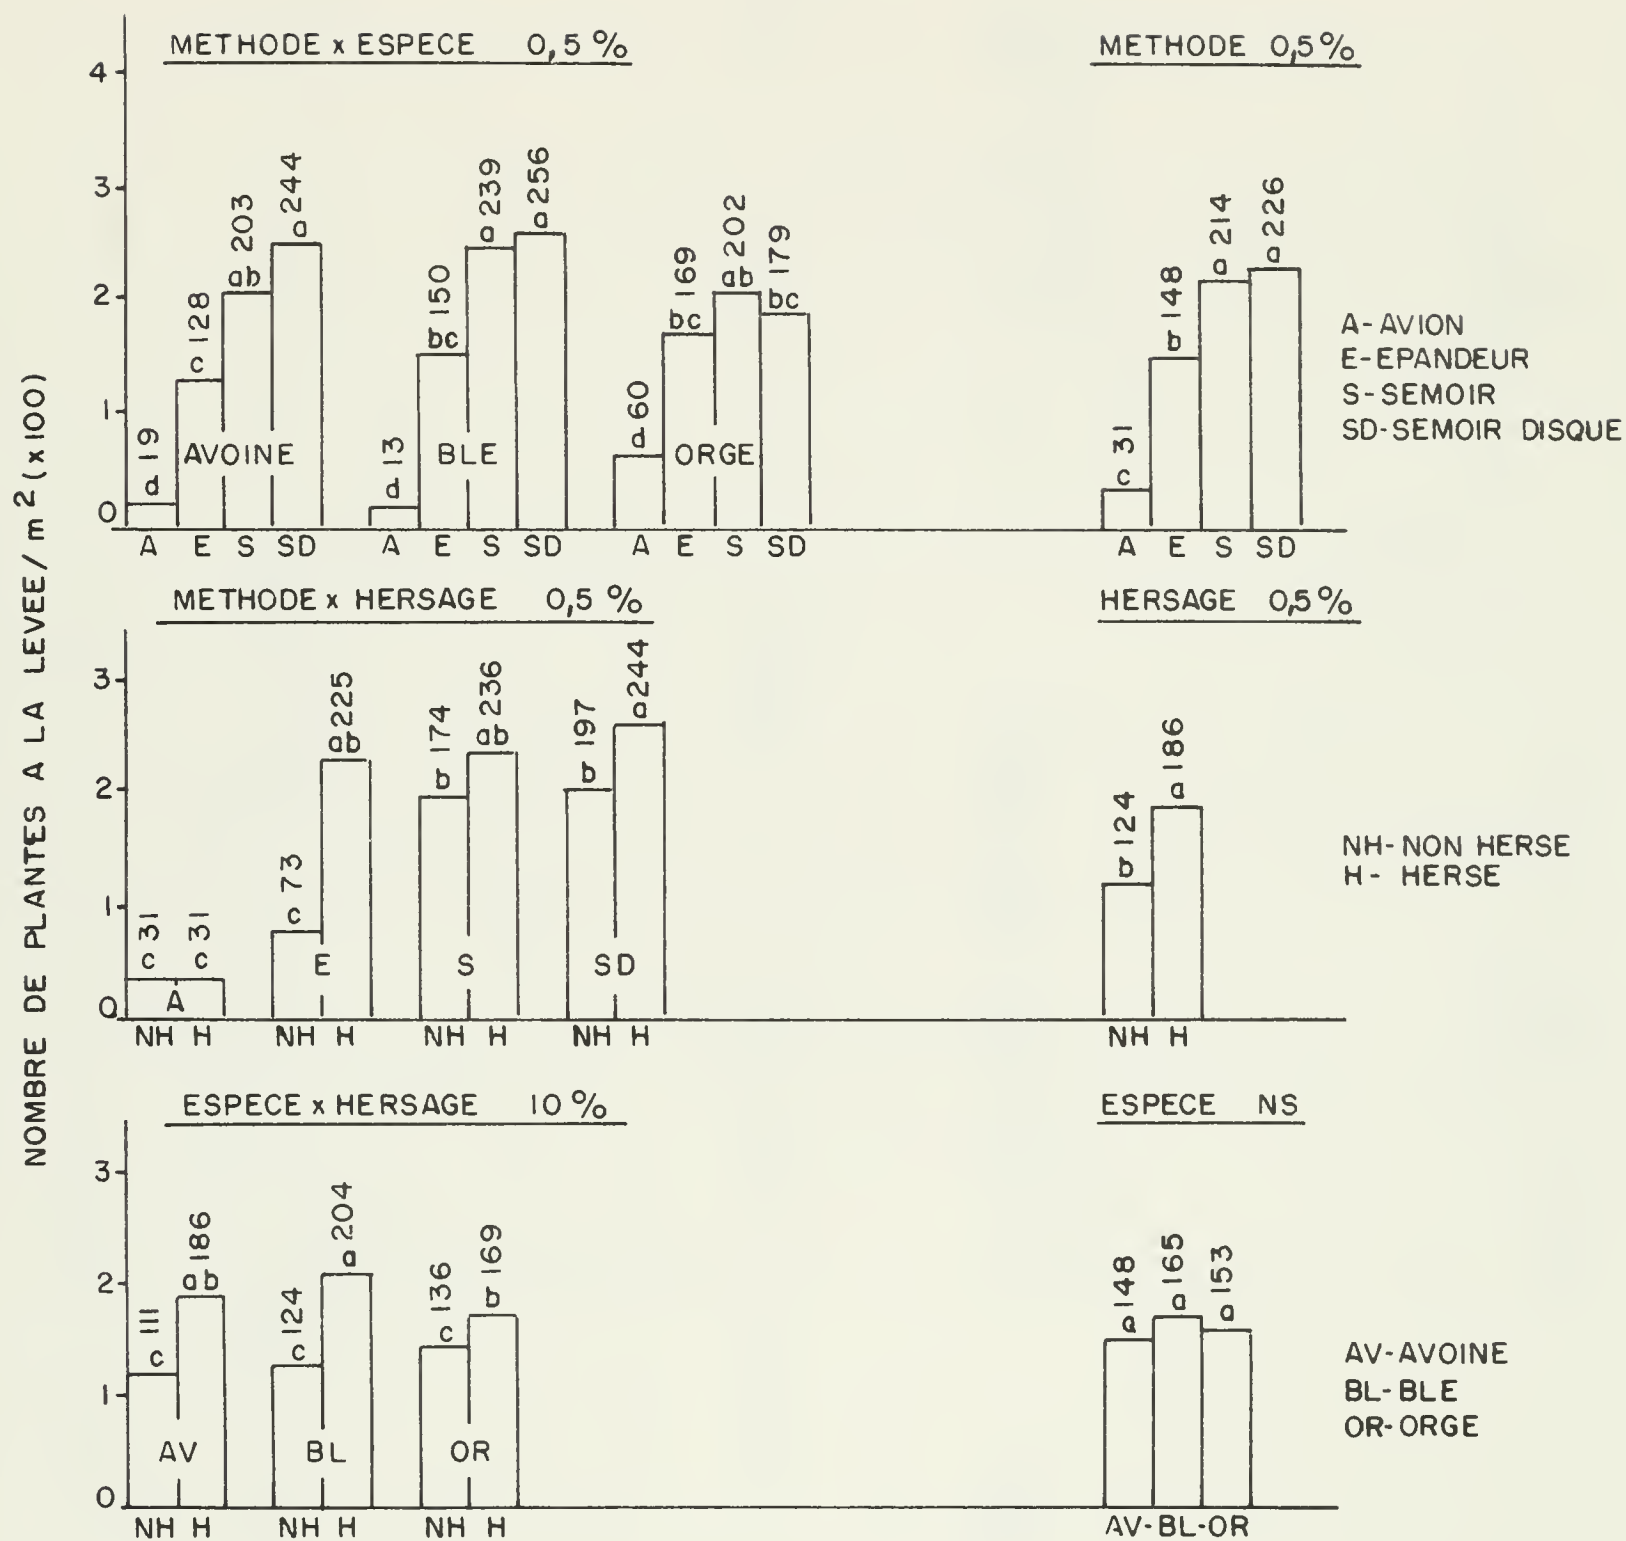 NOMBRE DE PLANTES A LA LEVEE/m² (x100)
METHODE x ESPECE 0,5%
4
3
2
1
0
d 19
c 128
ab 203
a 244
AVOINE
d 13
bc 150
a 239
a 256
BLE
d 60
bc 169
ab 202
bc 179
ORGE
A E S SD A E S SD A E S SD
METHODE 0,5%
c 31
b 148
a 214
a 226
A E S SD
A-AVION
E-EPANDEUR
S-SEMOIR
SD-SEMOIR DISQUE
METHODE x HERSAGE 0,5%
3
2
1
0
c 31
c 31
A
c 73
ab 225
E
b 174
ab 236
S
b 197
a 244
SD
NH H NH H NH H NH H
HERSAGE 0,5%
b 124
a 186
NH H
NH-NON HERSE
H- HERSE
ESPECE x HERSAGE 10%
3
2
1
0
c 111
ab 186
AV
c 124
a 204
BL
c 136
b 169
OR
NH H NH H NH H
ESPECE NS
a 148
a 165
a 153
AV-BL-OR
AV-AVOINE
BL-BLE
OR-ORGE